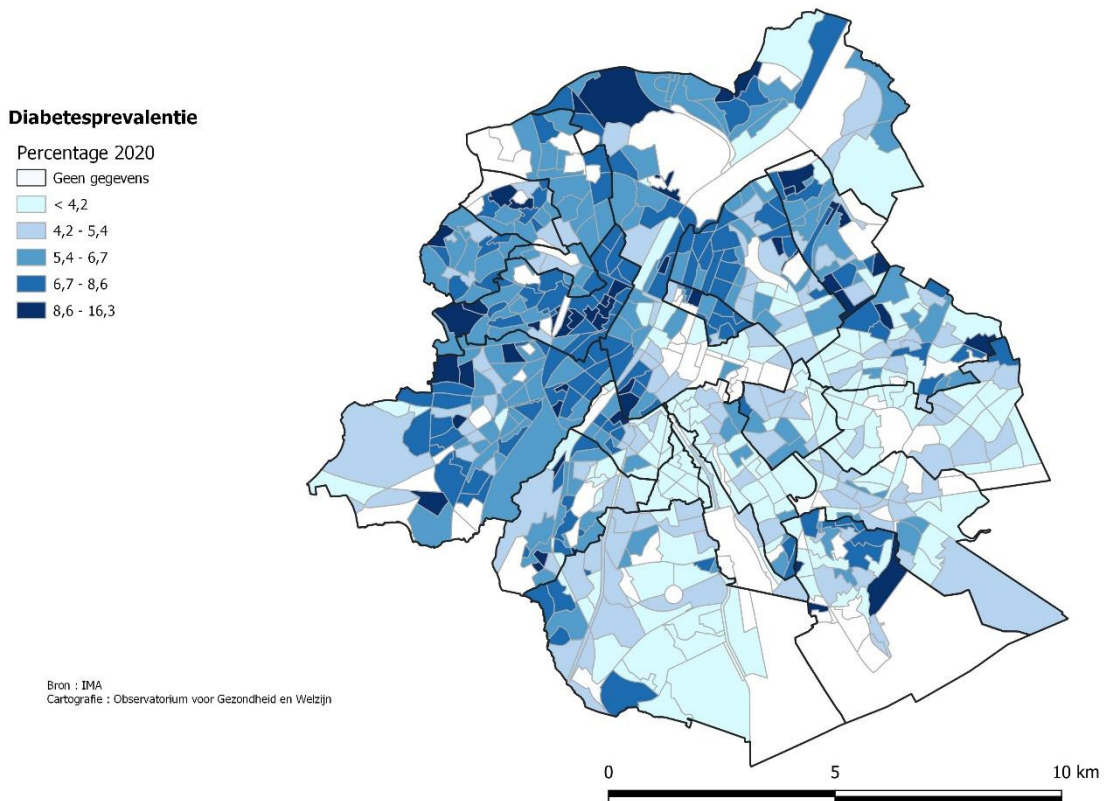 Diabetesprevalentie
Percentage 2020
Geen gegevens
< 4,2
4,2 - 5,4
5,4 - 6,7
6,7 - 8,6
8,6 - 16,3
Bron : IMA
Cartografie : Observatorium voor Gezondheid en Welzijn
0 5 10 km